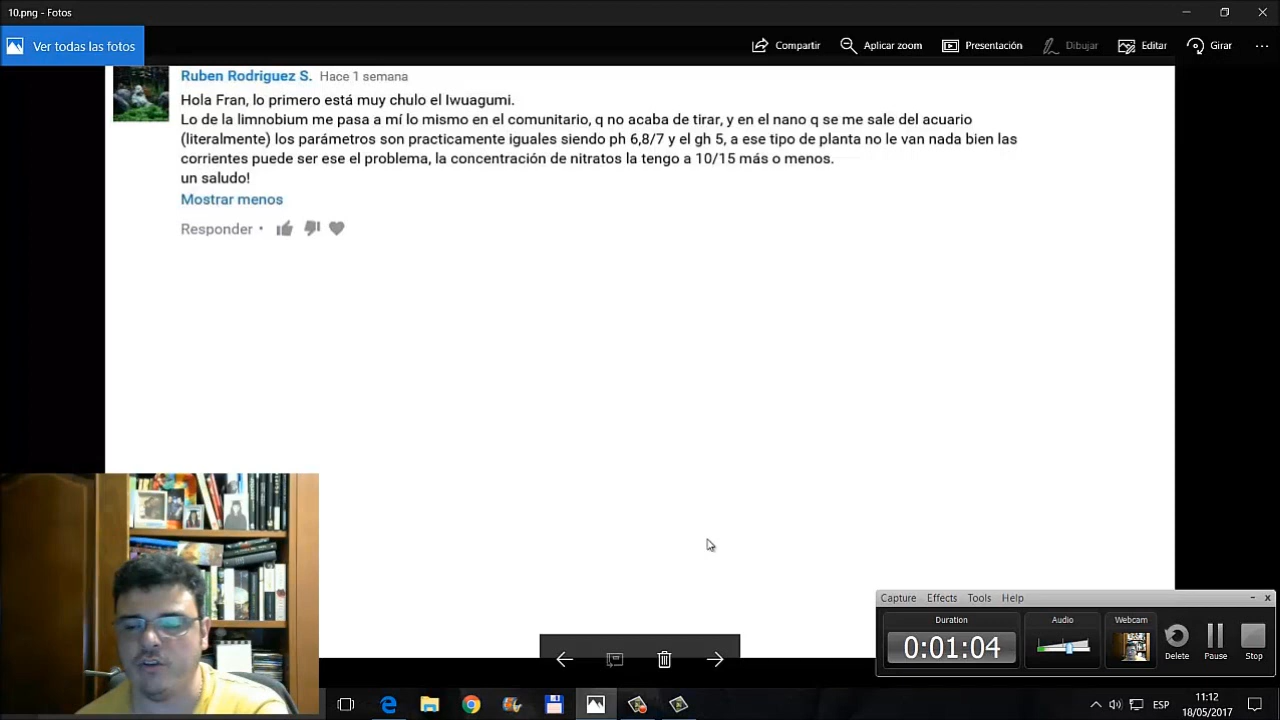 10.png - Fotos
Ver todas las fotos
Compartir
Aplicar zoom
Presentación
Dibujar
Editar
Girar
Ruben Rodriguez S. Hace 1 semana
Hola Fran, lo primero está muy chulo el Iwuagumi.
Lo de la limnobium me pasa a mí lo mismo en el comunitario, q no acaba de tirar, y en el nano q se me sale del acuario
(literalmente) los parámetros son practicamente iguales siendo ph 6,8/7 y el gh 5, a ese tipo de planta no le van nada bien las
corrientes puede ser ese el problema, la concentración de nitratos la tengo a 10/15 más o menos.
un saludo!
Mostrar menos
Responder •
Capture Effects Tools Help
Duration
Audio
Webcam
0:01:04
Delete
Pause
Stop
ESP
11:12
18/05/2017